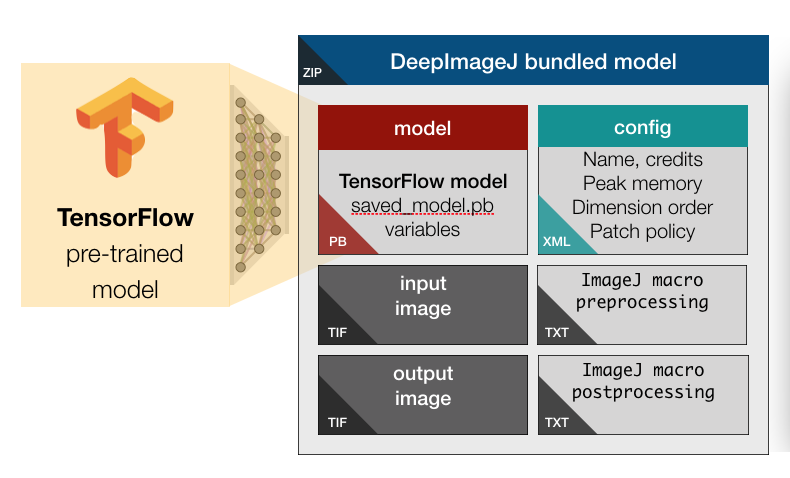 TensorFlow
pre-trained
model
ZIP
DeepImageJ bundled model
model
TensorFlow model
saved_model.pb
variables
PB
config
Name, credits
Peak memory
Dimension order
Patch policy
XML
input
image
TIF
ImageJ macro
preprocessing
TXT
output
image
TIF
ImageJ macro
postprocessing
TXT